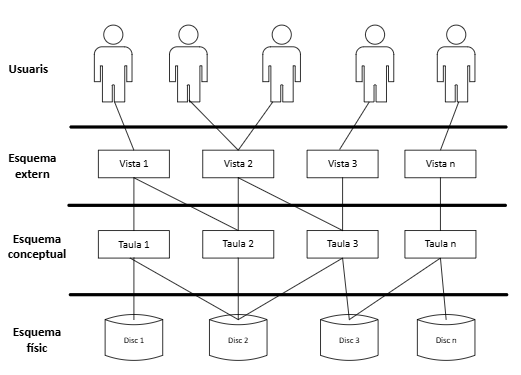 Usuaris
Esquema
extern
Vista 1
Vista 2
Vista 3
Vista n
Esquema
conceptual
Taula 1
Taula 2
Taula 3
Taula n
Esquema
físic
Disc 1
Disc 2
Disc 3
Disc n